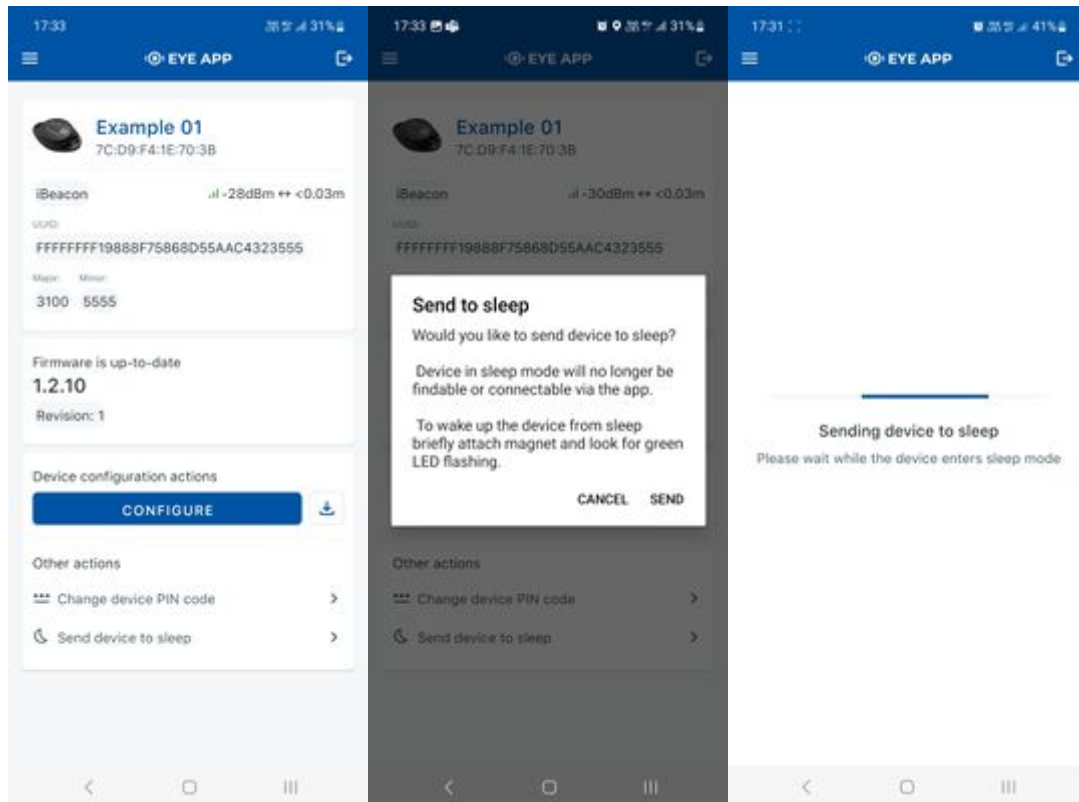 17:33
31%
EYE APP
Example 01
7C:D9:F4:1E:70:3B
iBeacon
-28dBm ↔ <0.03m
UUID:
FFFFFFFF19888F75868D55AAC4323555
Major: Minor:
3100 5555
Firmware is up-to-date
1.2.10
Revision: 1
Device configuration actions
CONFIGURE
Other actions
Change device PIN code
Send device to sleep
17:33
31%
EYE APP
Example 01
7C:D9:F4:1E:70:3B
iBeacon
-30dBm ↔ <0.03m
UUID:
FFFFFFFF19888F75868D55AAC4323555
Send to sleep
Would you like to send device to sleep?
Device in sleep mode will no longer be
findable or connectable via the app.
To wake up the device from sleep
briefly attach magnet and look for green
LED flashing.
CANCEL SEND
Other actions
Change device PIN code
Send device to sleep
17:31
41%
EYE APP
Sending device to sleep
Please wait while the device enters sleep mode